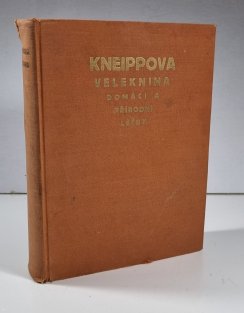 KNEIPPOVA
VELEKNIHA
DOMÁCÍ A
PŘÍRODNÍ
LÉČBY